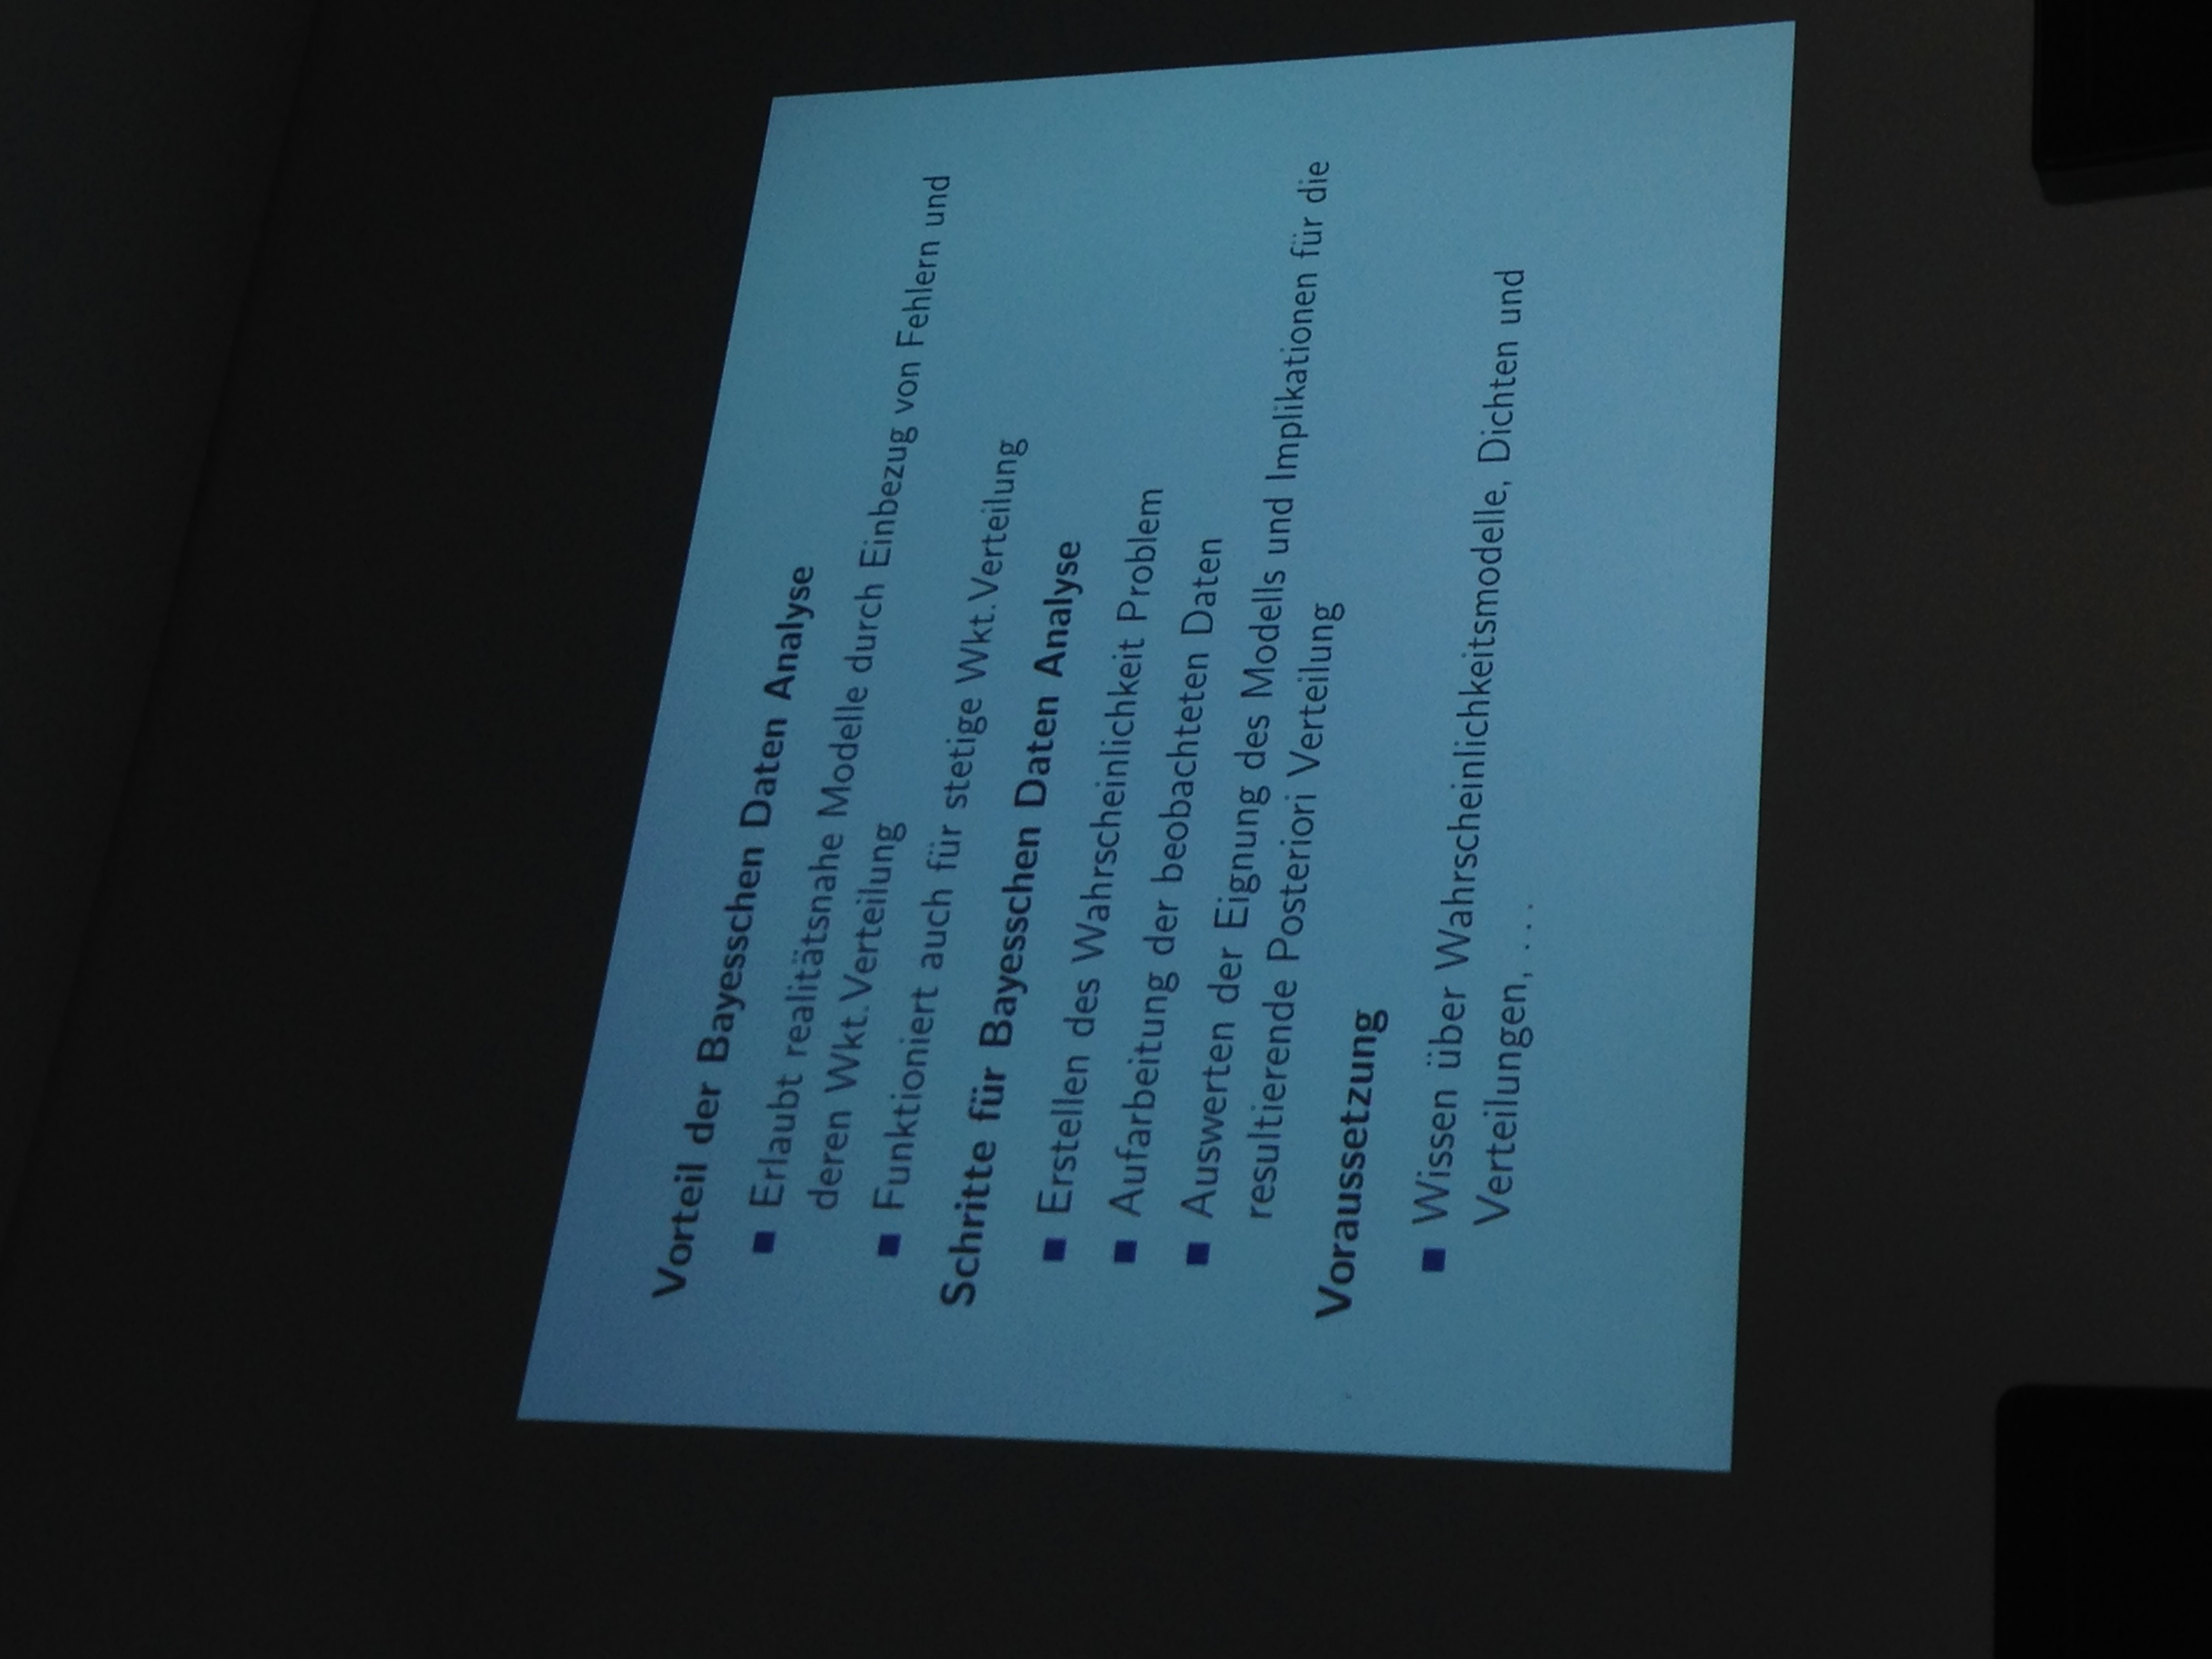 Vorteil der Bayesschen Daten Analyse
■ Erlaubt realitätsnahe Modelle durch Einbezug von Fehlern und
deren Wkt.Verteilung
■ Funktioniert auch für stetige Wkt.Verteilung
Schritte für Bayesschen Daten Analyse
■ Erstellen des Wahrscheinlichkeit Problem
■ Aufarbeitung der beobachteten Daten
■ Auswerten der Eignung des Modells und Implikationen für die
resultierende Posteriori Verteilung
Voraussetzung
■ Wissen über Wahrscheinlichkeitsmodelle, Dichten und
Verteilungen, ...